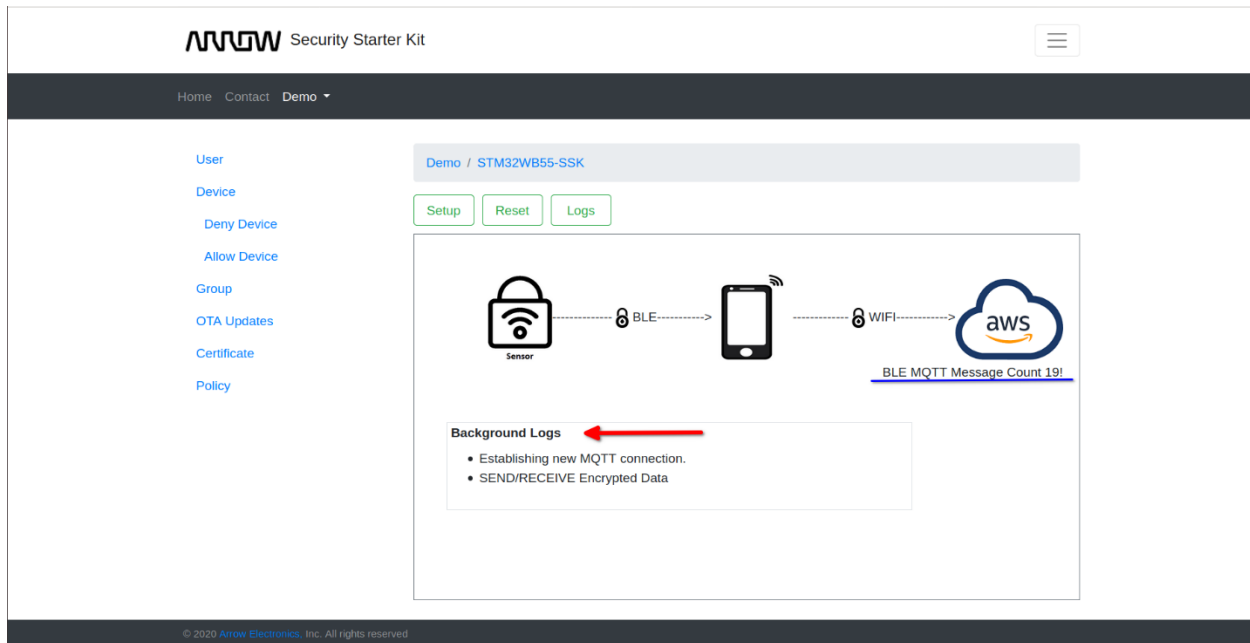 ARROW Security Starter Kit
Home Contact Demo
User
Device
Deny Device
Allow Device
Group
OTA Updates
Certificate
Policy
Demo / STM32WB55-SSK
Setup Reset Logs
Sensor
BLE
WIFI
aws
BLE MQTT Message Count 19!
Background Logs
Establishing new MQTT connection.
SEND/RECEIVE Encrypted Data
© 2020 Arrow Electronics, Inc. All rights reserved